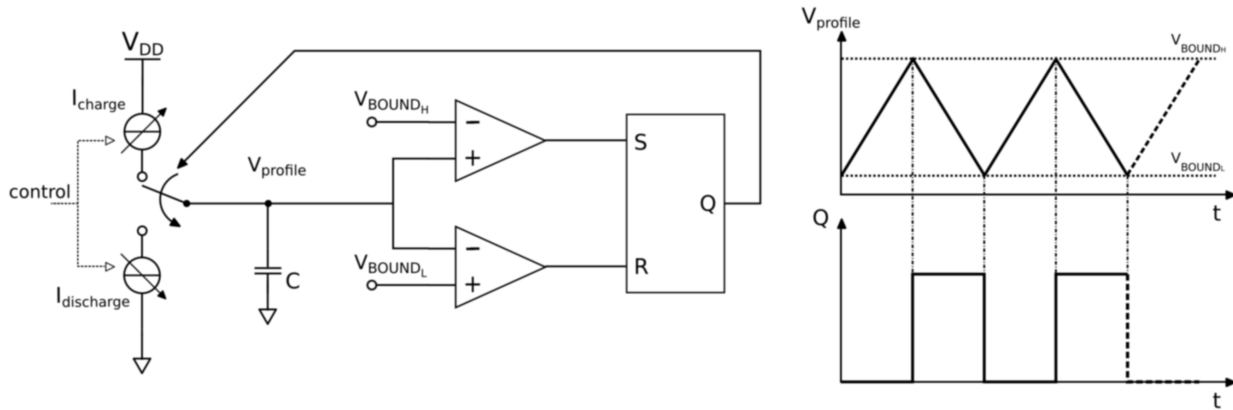 V_DD
I_charge
control
I_discharge
V_profile
C
V_BOUND_H
V_BOUND_L
−
+
−
+
S
R
Q
V_profile
V_BOUND_H
V_BOUND_L
t
Q
t